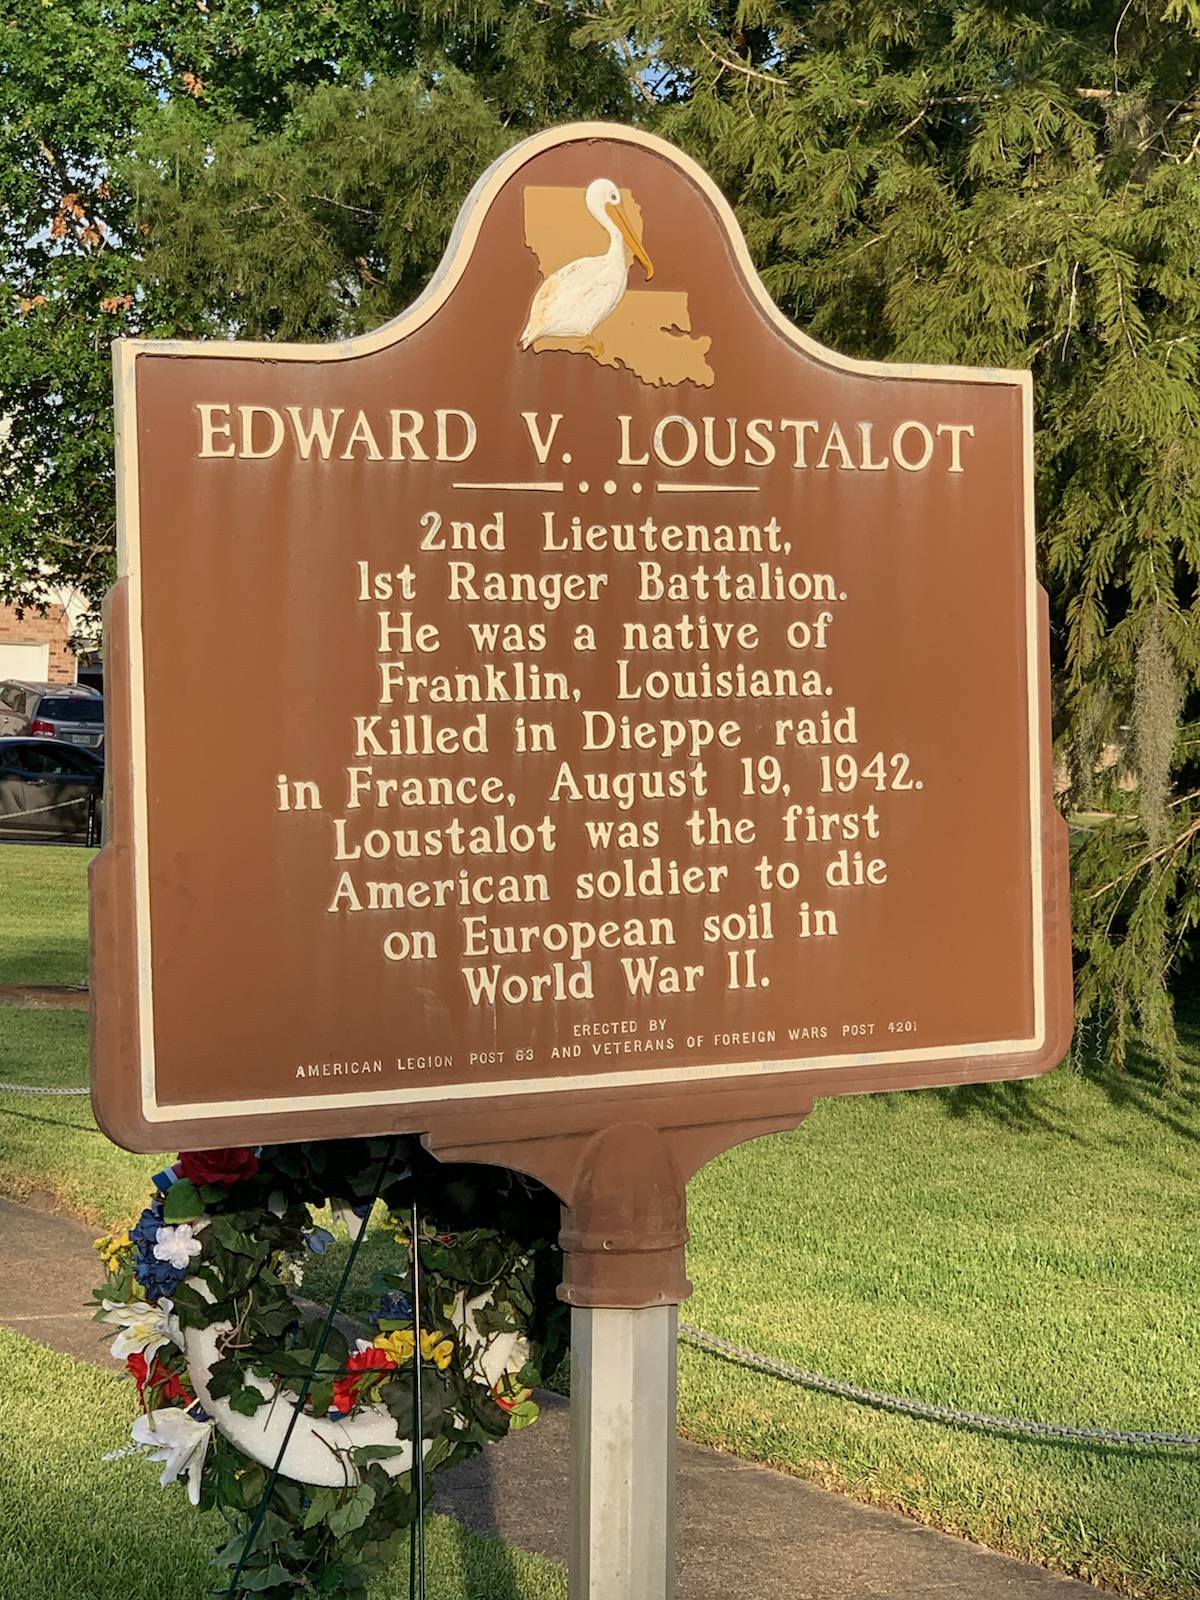 EDWARD V. LOUSTALOT
2nd Lieutenant,
1st Ranger Battalion.
He was a native of
Franklin, Louisiana.
Killed in Dieppe raid
in France, August 19, 1942.
Loustalot was the first
American soldier to die
on European soil in
World War II.
ERECTED BY
AMERICAN LEGION POST 63 AND VETERANS OF FOREIGN WARS POST 4201